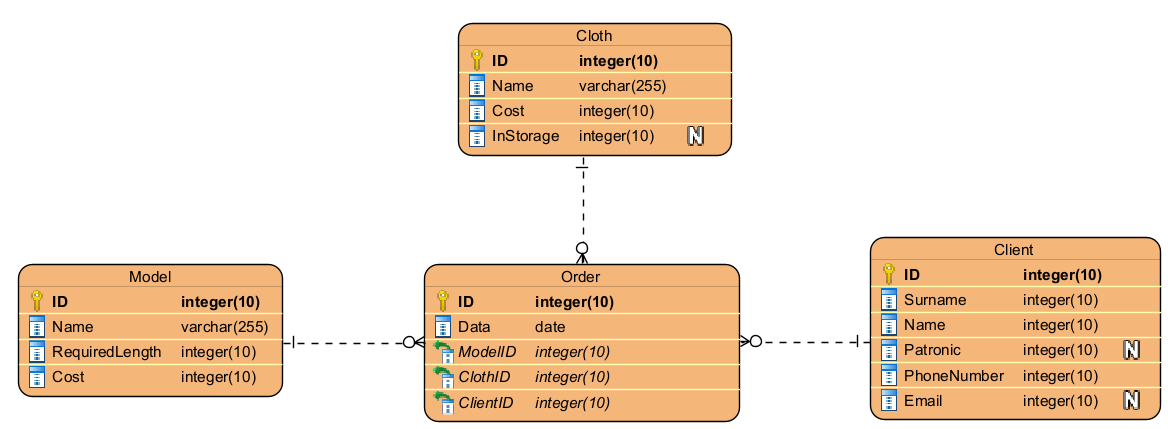 Cloth
ID integer(10)
Name varchar(255)
Cost integer(10)
InStorage integer(10) N
Model
ID integer(10)
Name varchar(255)
RequiredLength integer(10)
Cost integer(10)
Order
ID integer(10)
Data date
ModelID integer(10)
ClothID integer(10)
ClientID integer(10)
Client
ID integer(10)
Surname integer(10)
Name integer(10)
Patronic integer(10) N
PhoneNumber integer(10)
Email integer(10) N